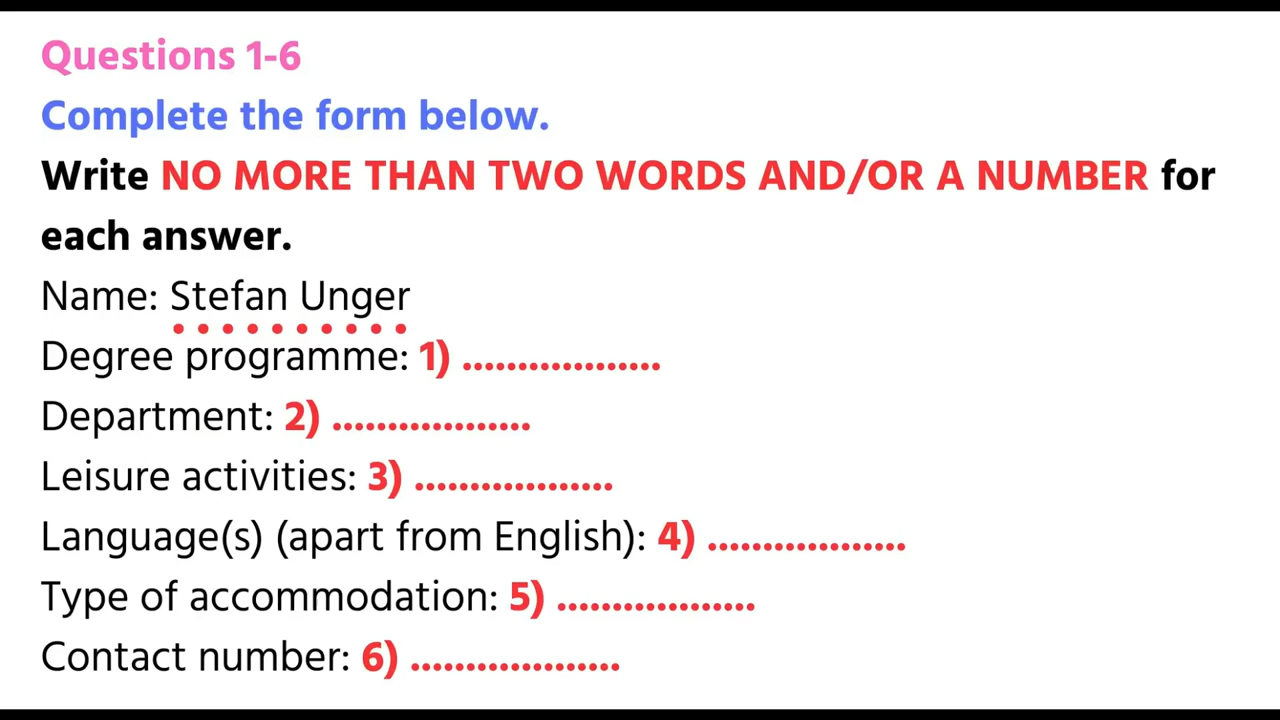 Questions 1-6
Complete the form below.
Write NO MORE THAN TWO WORDS AND/OR A NUMBER for
each answer.
Name: Stefan Unger
Degree programme: 1) ..................
Department: 2) ..................
Leisure activities: 3) ..................
Language(s) (apart from English): 4) ..................
Type of accommodation: 5) ..................
Contact number: 6) ...................